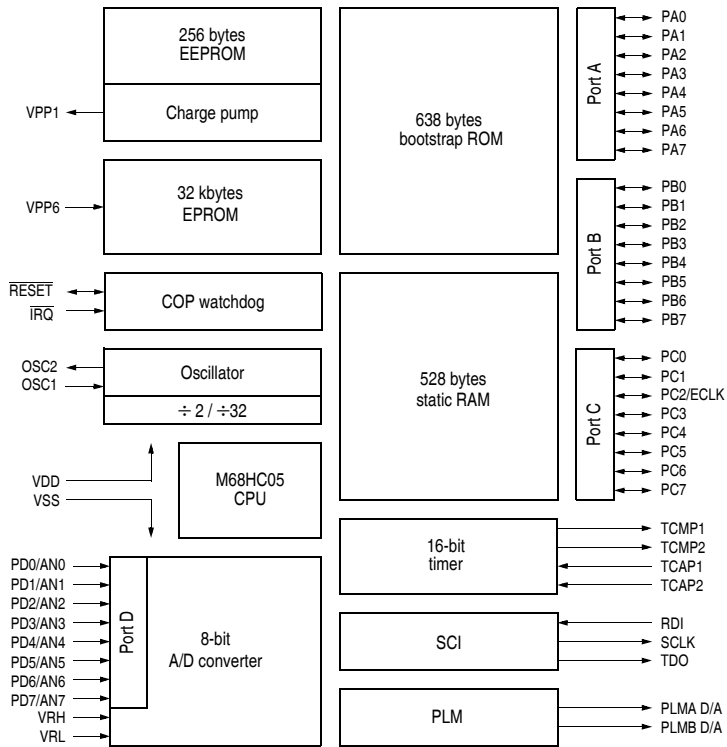 256 bytes
EEPROM
Charge pump
VPP1
32 kbytes
EPROM
VPP6
RESET
IRQ
COP watchdog
OSC2
OSC1
Oscillator
÷ 2 / ÷32
VDD
VSS
M68HC05
CPU
PD0/AN0
PD1/AN1
PD2/AN2
PD3/AN3
PD4/AN4
PD5/AN5
PD6/AN6
PD7/AN7
VRH
VRL
Port D
8-bit
A/D converter
638 bytes
bootstrap ROM
528 bytes
static RAM
16-bit
timer
SCI
PLM
Port A
PA0
PA1
PA2
PA3
PA4
PA5
PA6
PA7
Port B
PB0
PB1
PB2
PB3
PB4
PB5
PB6
PB7
Port C
PC0
PC1
PC2/ECLK
PC3
PC4
PC5
PC6
PC7
TCMP1
TCMP2
TCAP1
TCAP2
RDI
SCLK
TDO
PLMA D/A
PLMB D/A